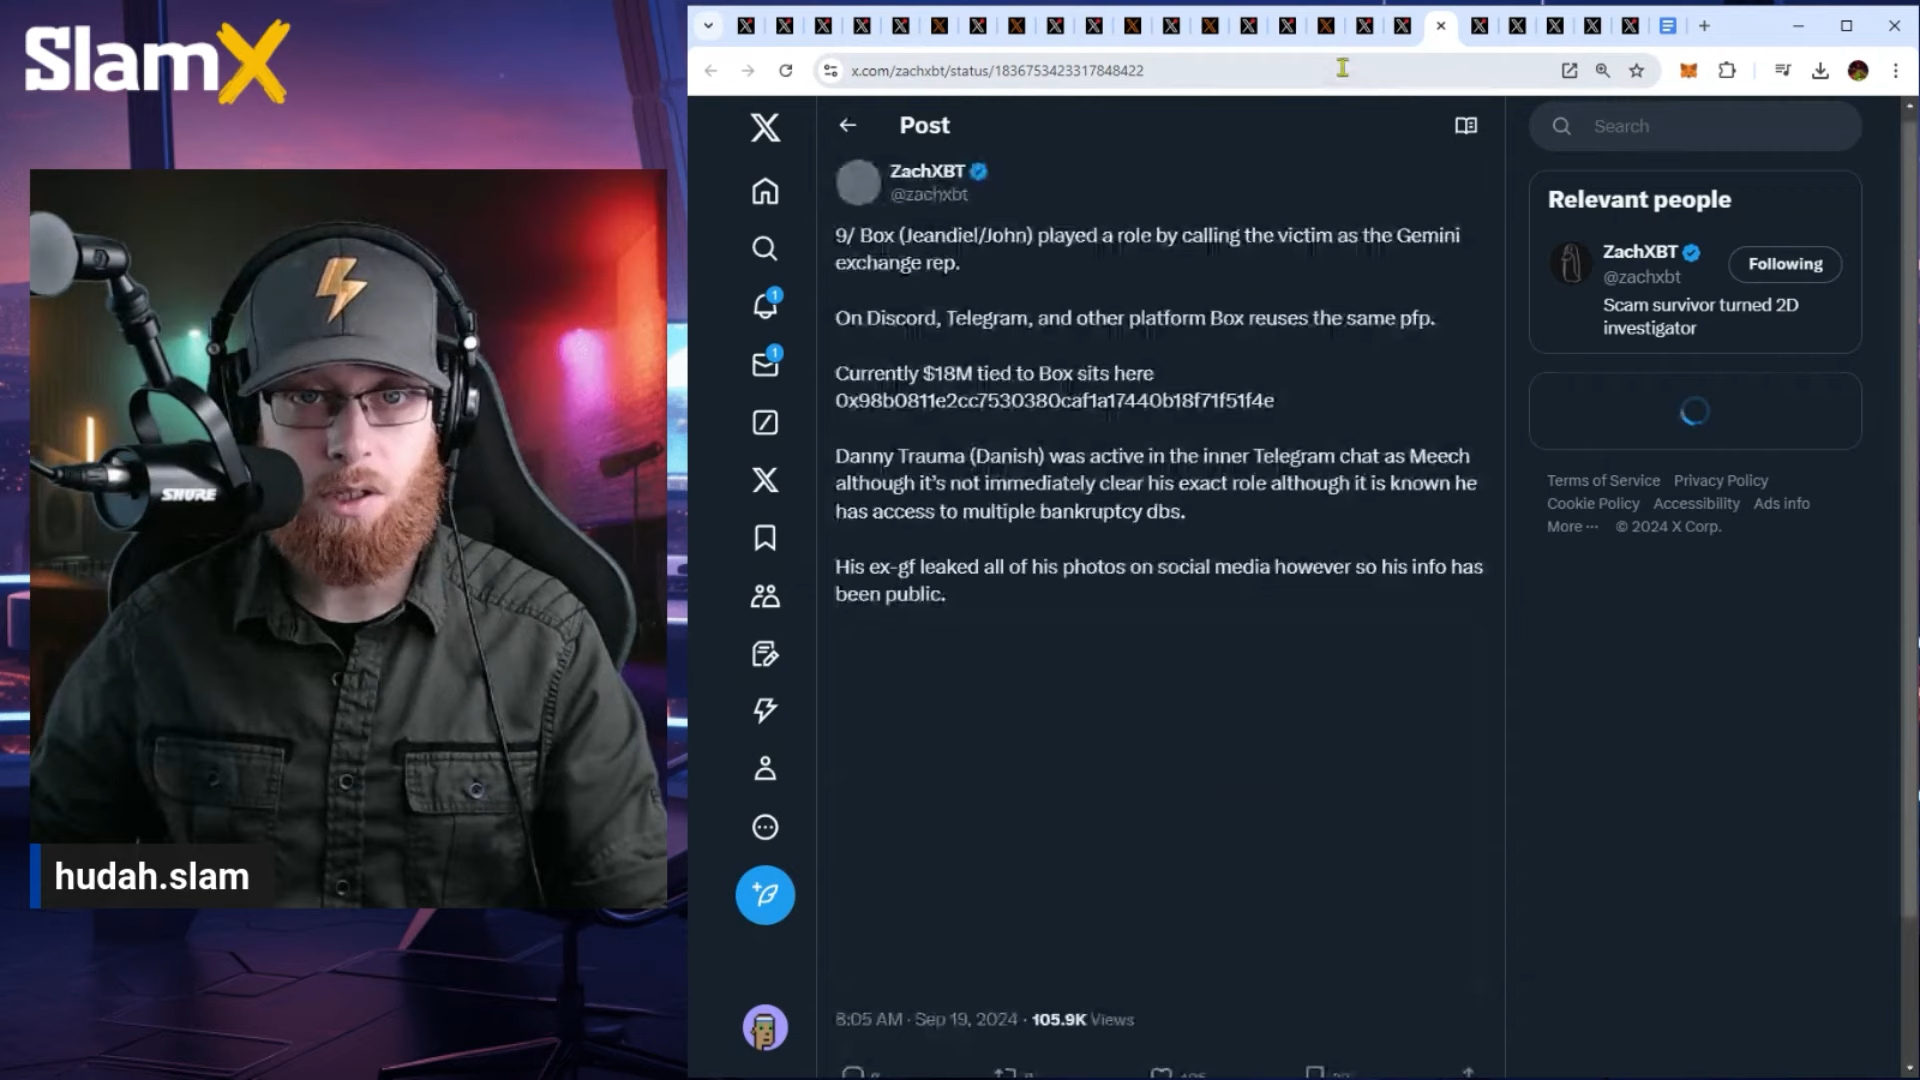 SlamX
SHURE
hudah.slam
x.com/zachxbt/status/1836753423317848422
Post
ZachXBT
@zachxbt
9/ Box (Jeandiel/John) played a role by calling the victim as the Gemini
exchange rep.
On Discord, Telegram, and other platform Box reuses the same pfp.
Currently $18M tied to Box sits here
0x98b0811e2cc7530380caf1a17440b18f71f51f4e
Danny Trauma (Danish) was active in the inner Telegram chat as Meech
although it's not immediately clear his exact role although it is known he
has access to multiple bankruptcy dbs.
His ex-gf leaked all of his photos on social media however so his info has
been public.
8:05 AM · Sep 19, 2024 · 105.9K Views
1
1
Search
Relevant people
ZachXBT
@zachxbt
Following
Scam survivor turned 2D
investigator
Terms of Service Privacy Policy
Cookie Policy Accessibility Ads info
More ··· © 2024 X Corp.